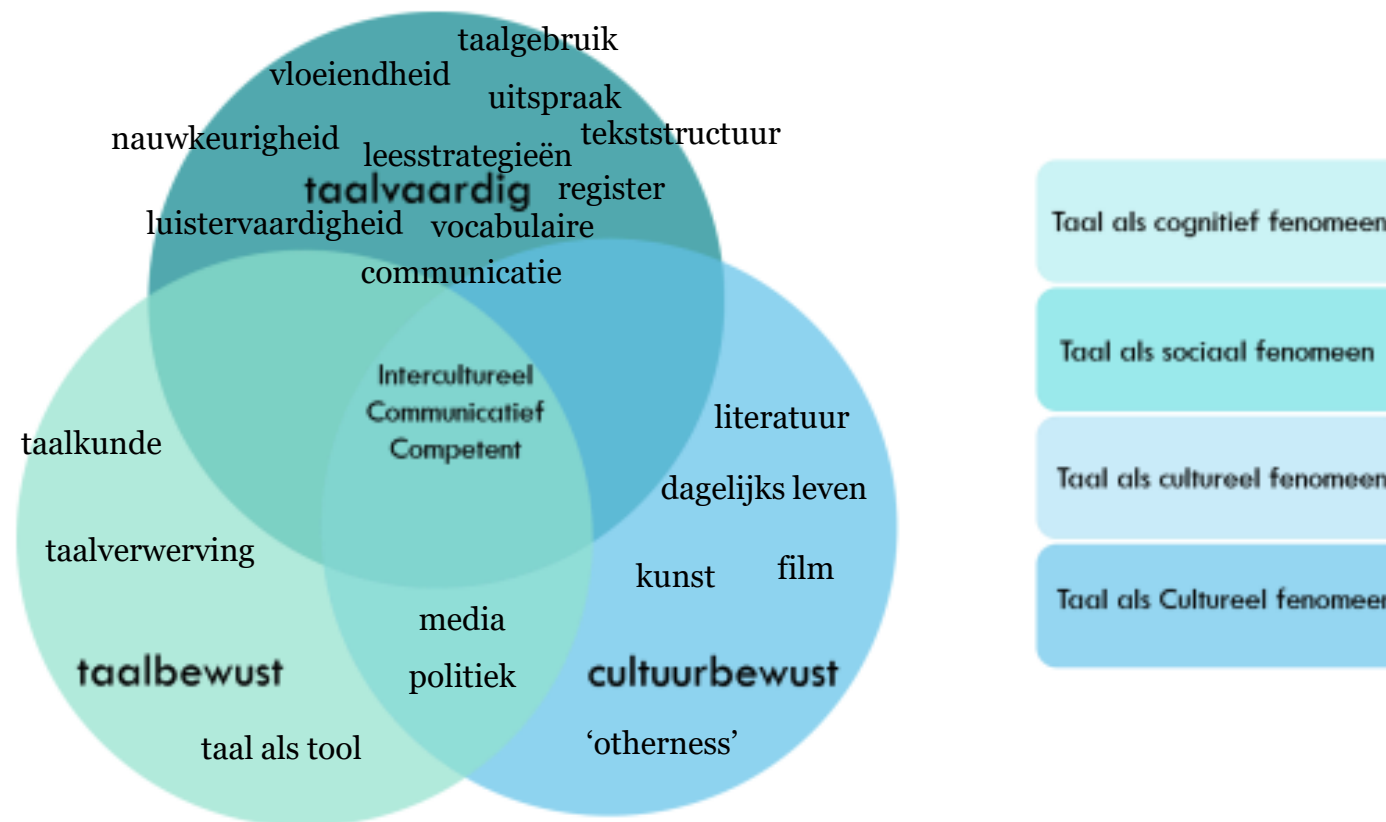 taalgebruik
vloeiendheid
uitspraak
nauwkeurigheid
tekststructuur
leesstrategieën
taalvaardig
register
luistervaardigheid
vocabulaire
communicatie
Intercultureel
Communicatief
Competent
taalkunde
literatuur
dagelijks leven
taalverwerving
kunst
film
media
politiek
taalbewust
cultuurbewust
taal als tool
‘otherness’
Taal als cognitief fenomeen
Taal als sociaal fenomeen
Taal als cultureel fenomeen
Taal als Cultureel fenomeen